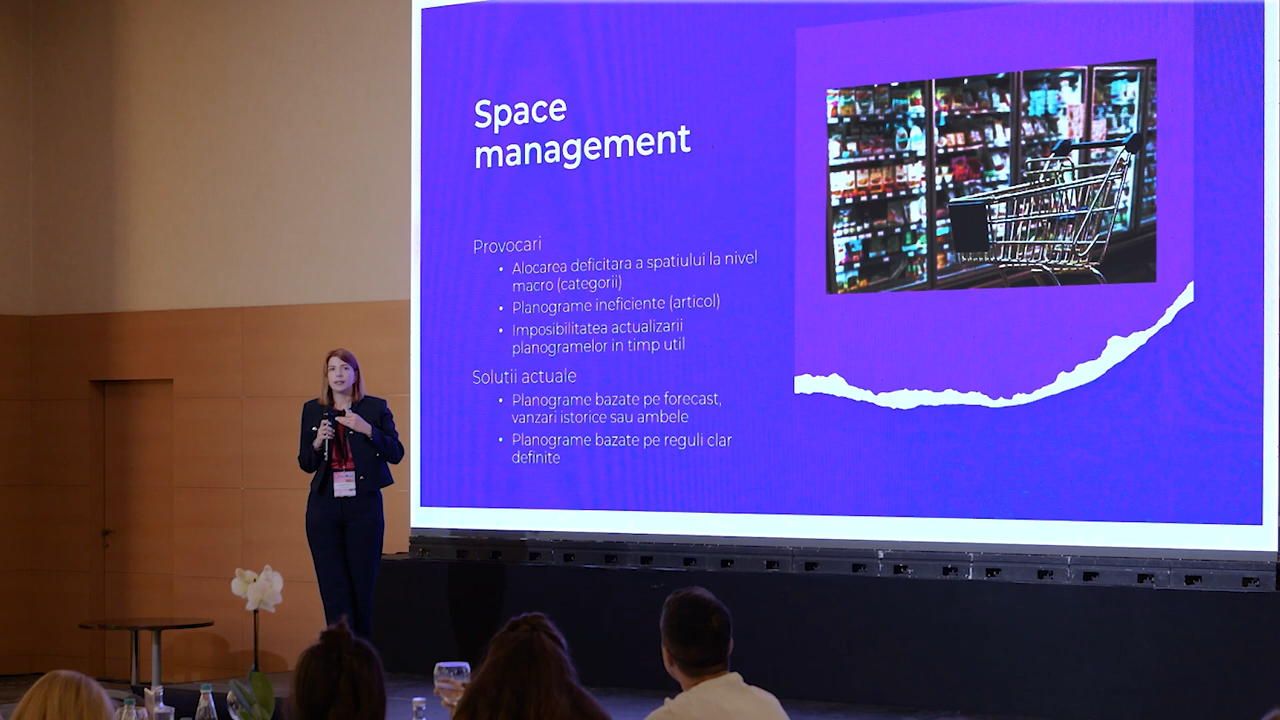 Space
management
Provocari
• Alocarea deficitara a spatiului la nivel
macro (categorii)
• Planograme ineficiente (articol)
• Imposibilitatea actualizarii
planogramelor in timp util
Solutii actuale
• Planograme bazate pe forecast,
vanzari istorice sau ambele
• Planograme bazate pe reguli clar
definite